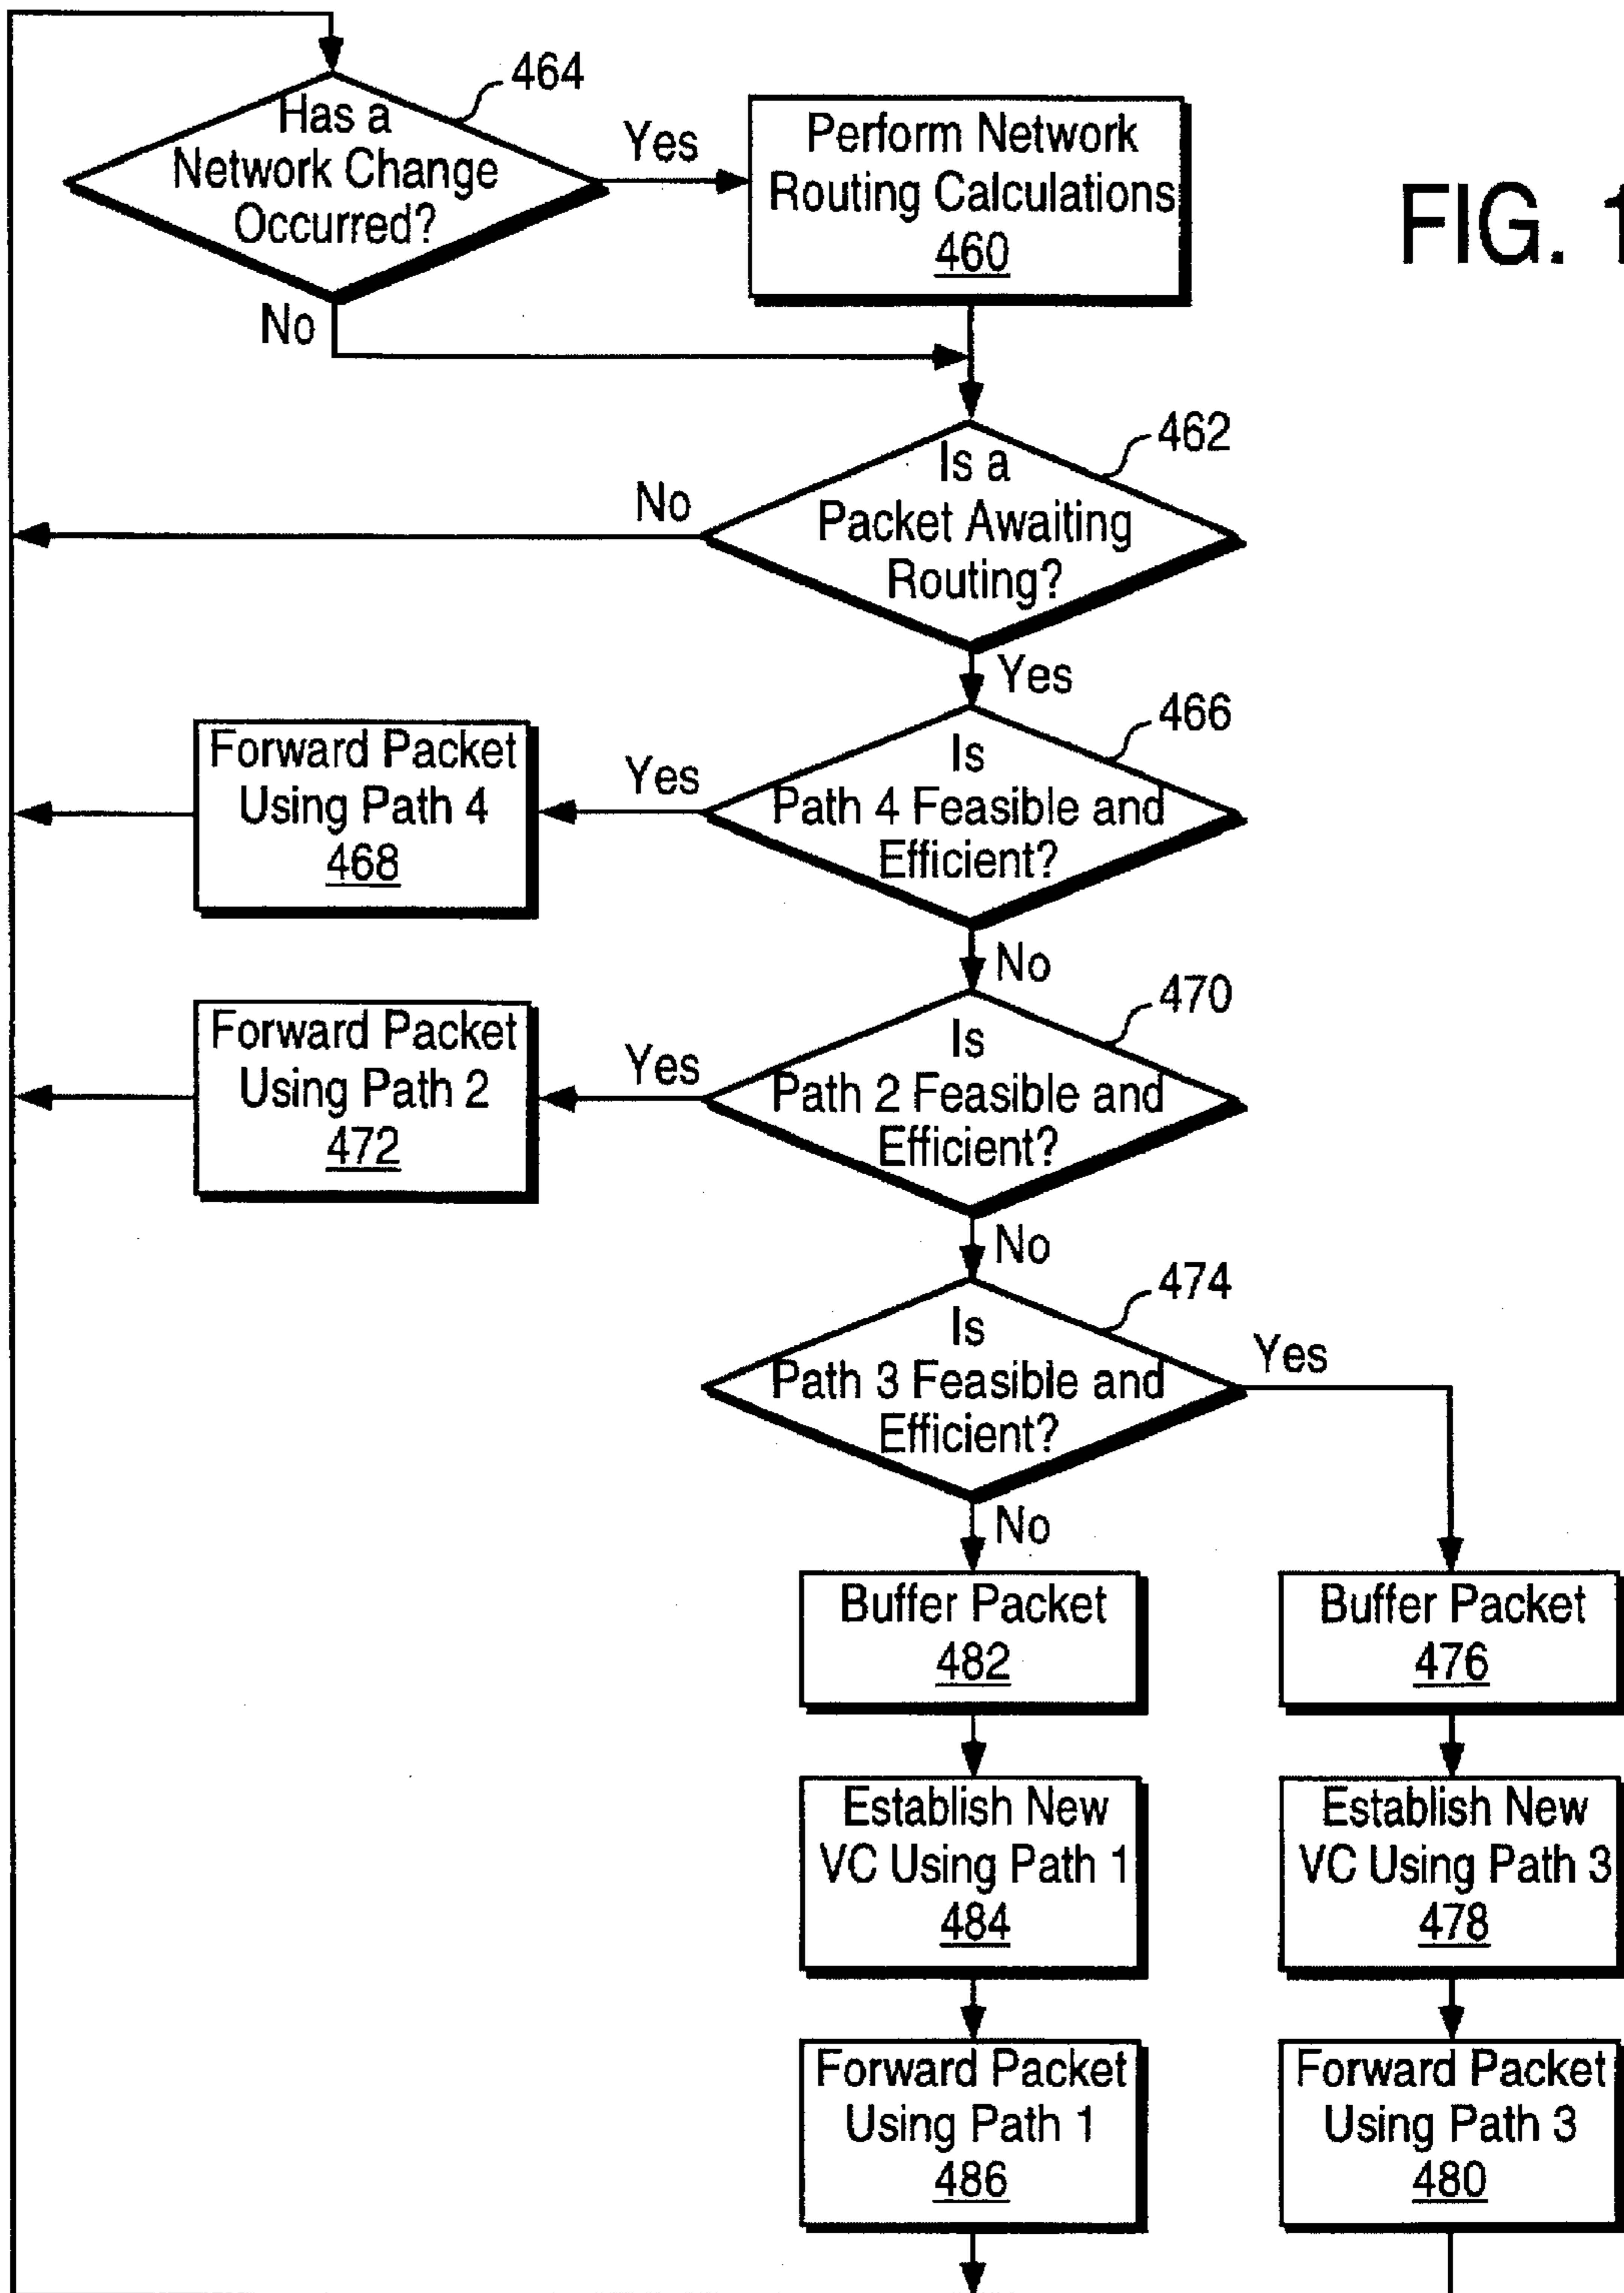 464
Has a
Network Change
Occurred?
Yes
No
Perform Network
Routing Calculations
460
FIG. 1
462
Is a
Packet Awaiting
Routing?
No
Yes
466
Is
Path 4 Feasible and
Efficient?
Yes
No
Forward Packet
Using Path 4
468
470
Is
Path 2 Feasible and
Efficient?
Yes
No
Forward Packet
Using Path 2
472
474
Is
Path 3 Feasible and
Efficient?
Yes
No
Buffer Packet
482
Buffer Packet
476
Establish New
VC Using Path 1
484
Establish New
VC Using Path 3
478
Forward Packet
Using Path 1
486
Forward Packet
Using Path 3
480